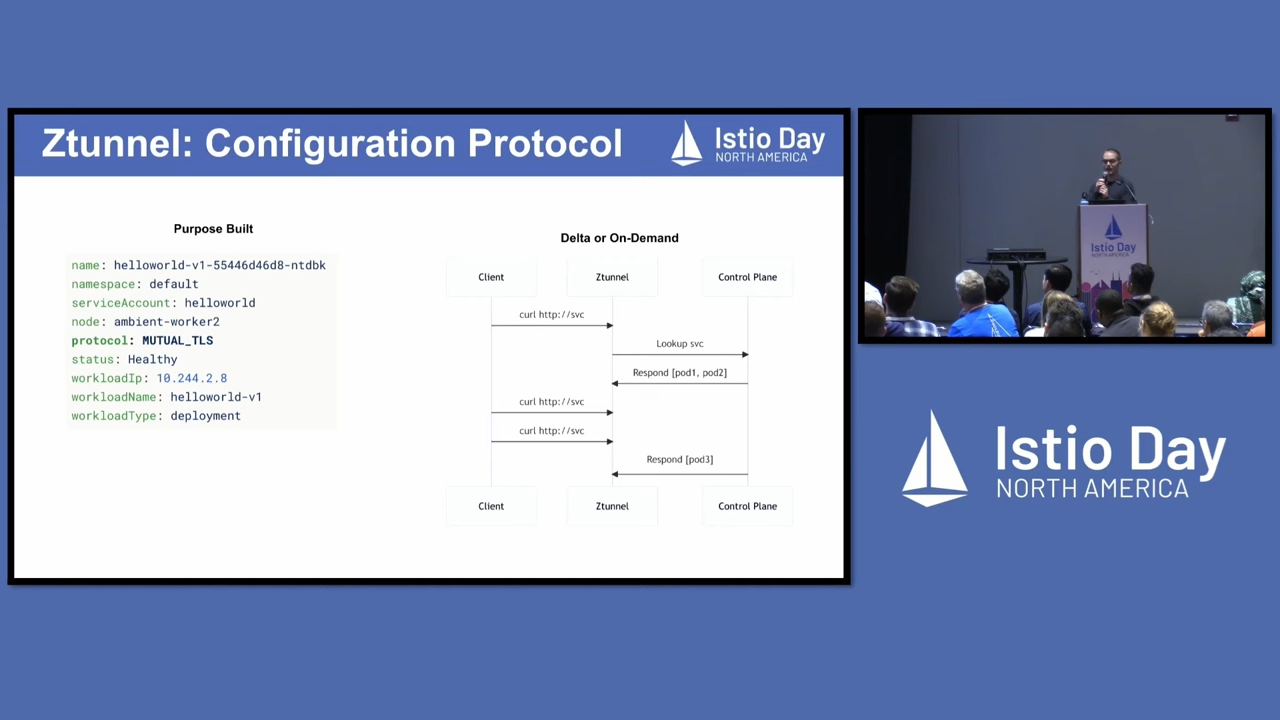 Ztunnel: Configuration Protocol
Istio Day
NORTH AMERICA
Purpose Built
name: helloworld-v1-55446d46d8-ntdbk
namespace: default
serviceAccount: helloworld
node: ambient-worker2
protocol: MUTUAL_TLS
status: Healthy
workloadIp: 10.244.2.8
workloadName: helloworld-v1
workloadType: deployment
Delta or On-Demand
Client
Ztunnel
Control Plane
curl http://svc
Lookup svc
Respond [pod1, pod2]
curl http://svc
curl http://svc
Respond [pod3]
Client
Ztunnel
Control Plane
Istio Day
NORTH AMERICA
Istio Day
NORTH AMERICA